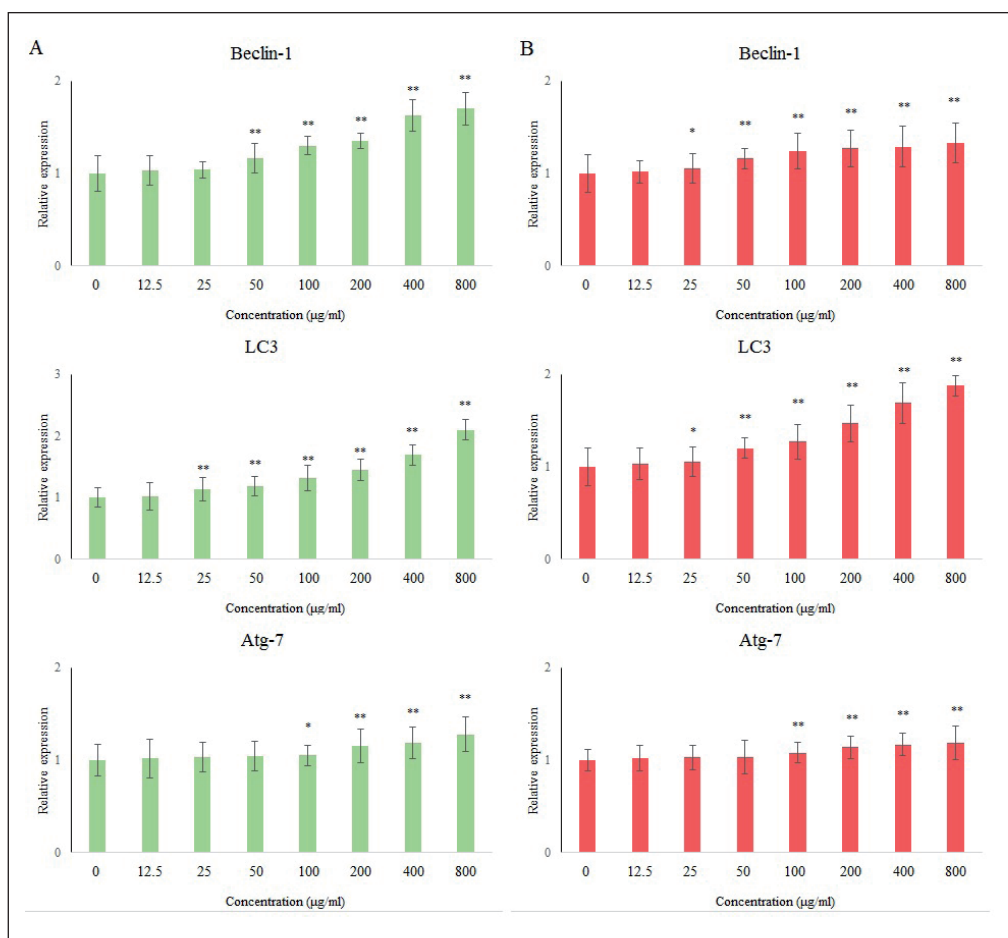 A
Beclin-1
2
1
0
Relative expression
** ** ** ** **
0 12.5 25 50 100 200 400 800
Concentration (µg/ml)
LC3
3
2
1
0
Relative expression
** ** ** ** ** **
0 12.5 25 50 100 200 400 800
Concentration (µg/ml)
Atg-7
2
1
0
Relative expression
* ** ** **
0 12.5 25 50 100 200 400 800
Concentration (µg/ml)
B
Beclin-1
2
1
0
Relative expression
* ** ** ** ** **
0 12.5 25 50 100 200 400 800
Concentration (µg/ml)
LC3
2
1
0
Relative expression
* ** ** ** ** **
0 12.5 25 50 100 200 400 800
Concentration (µg/ml)
Atg-7
2
1
0
Relative expression
** ** ** **
0 12.5 25 50 100 200 400 800
Concentration (µg/ml)